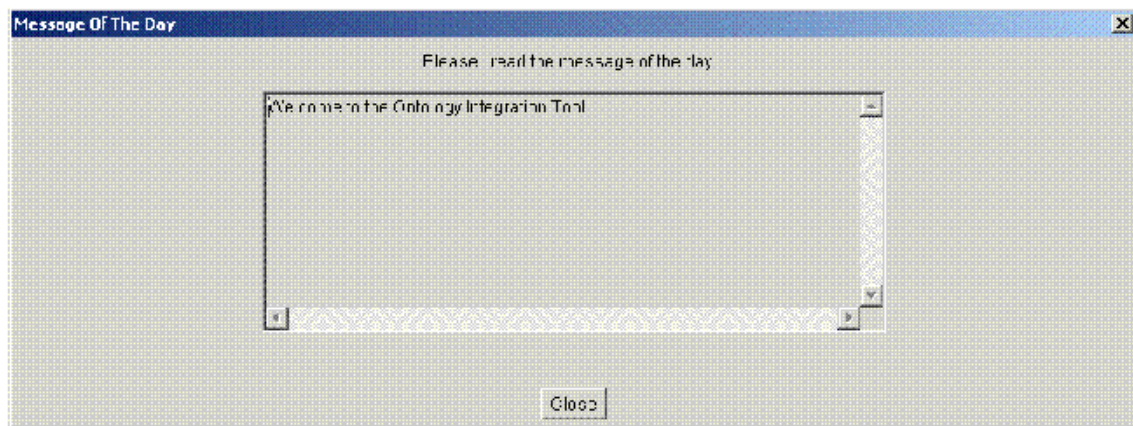 Message Of The Day
Please read the message of the day
Welcome to the Ontology Integration Tool
Close